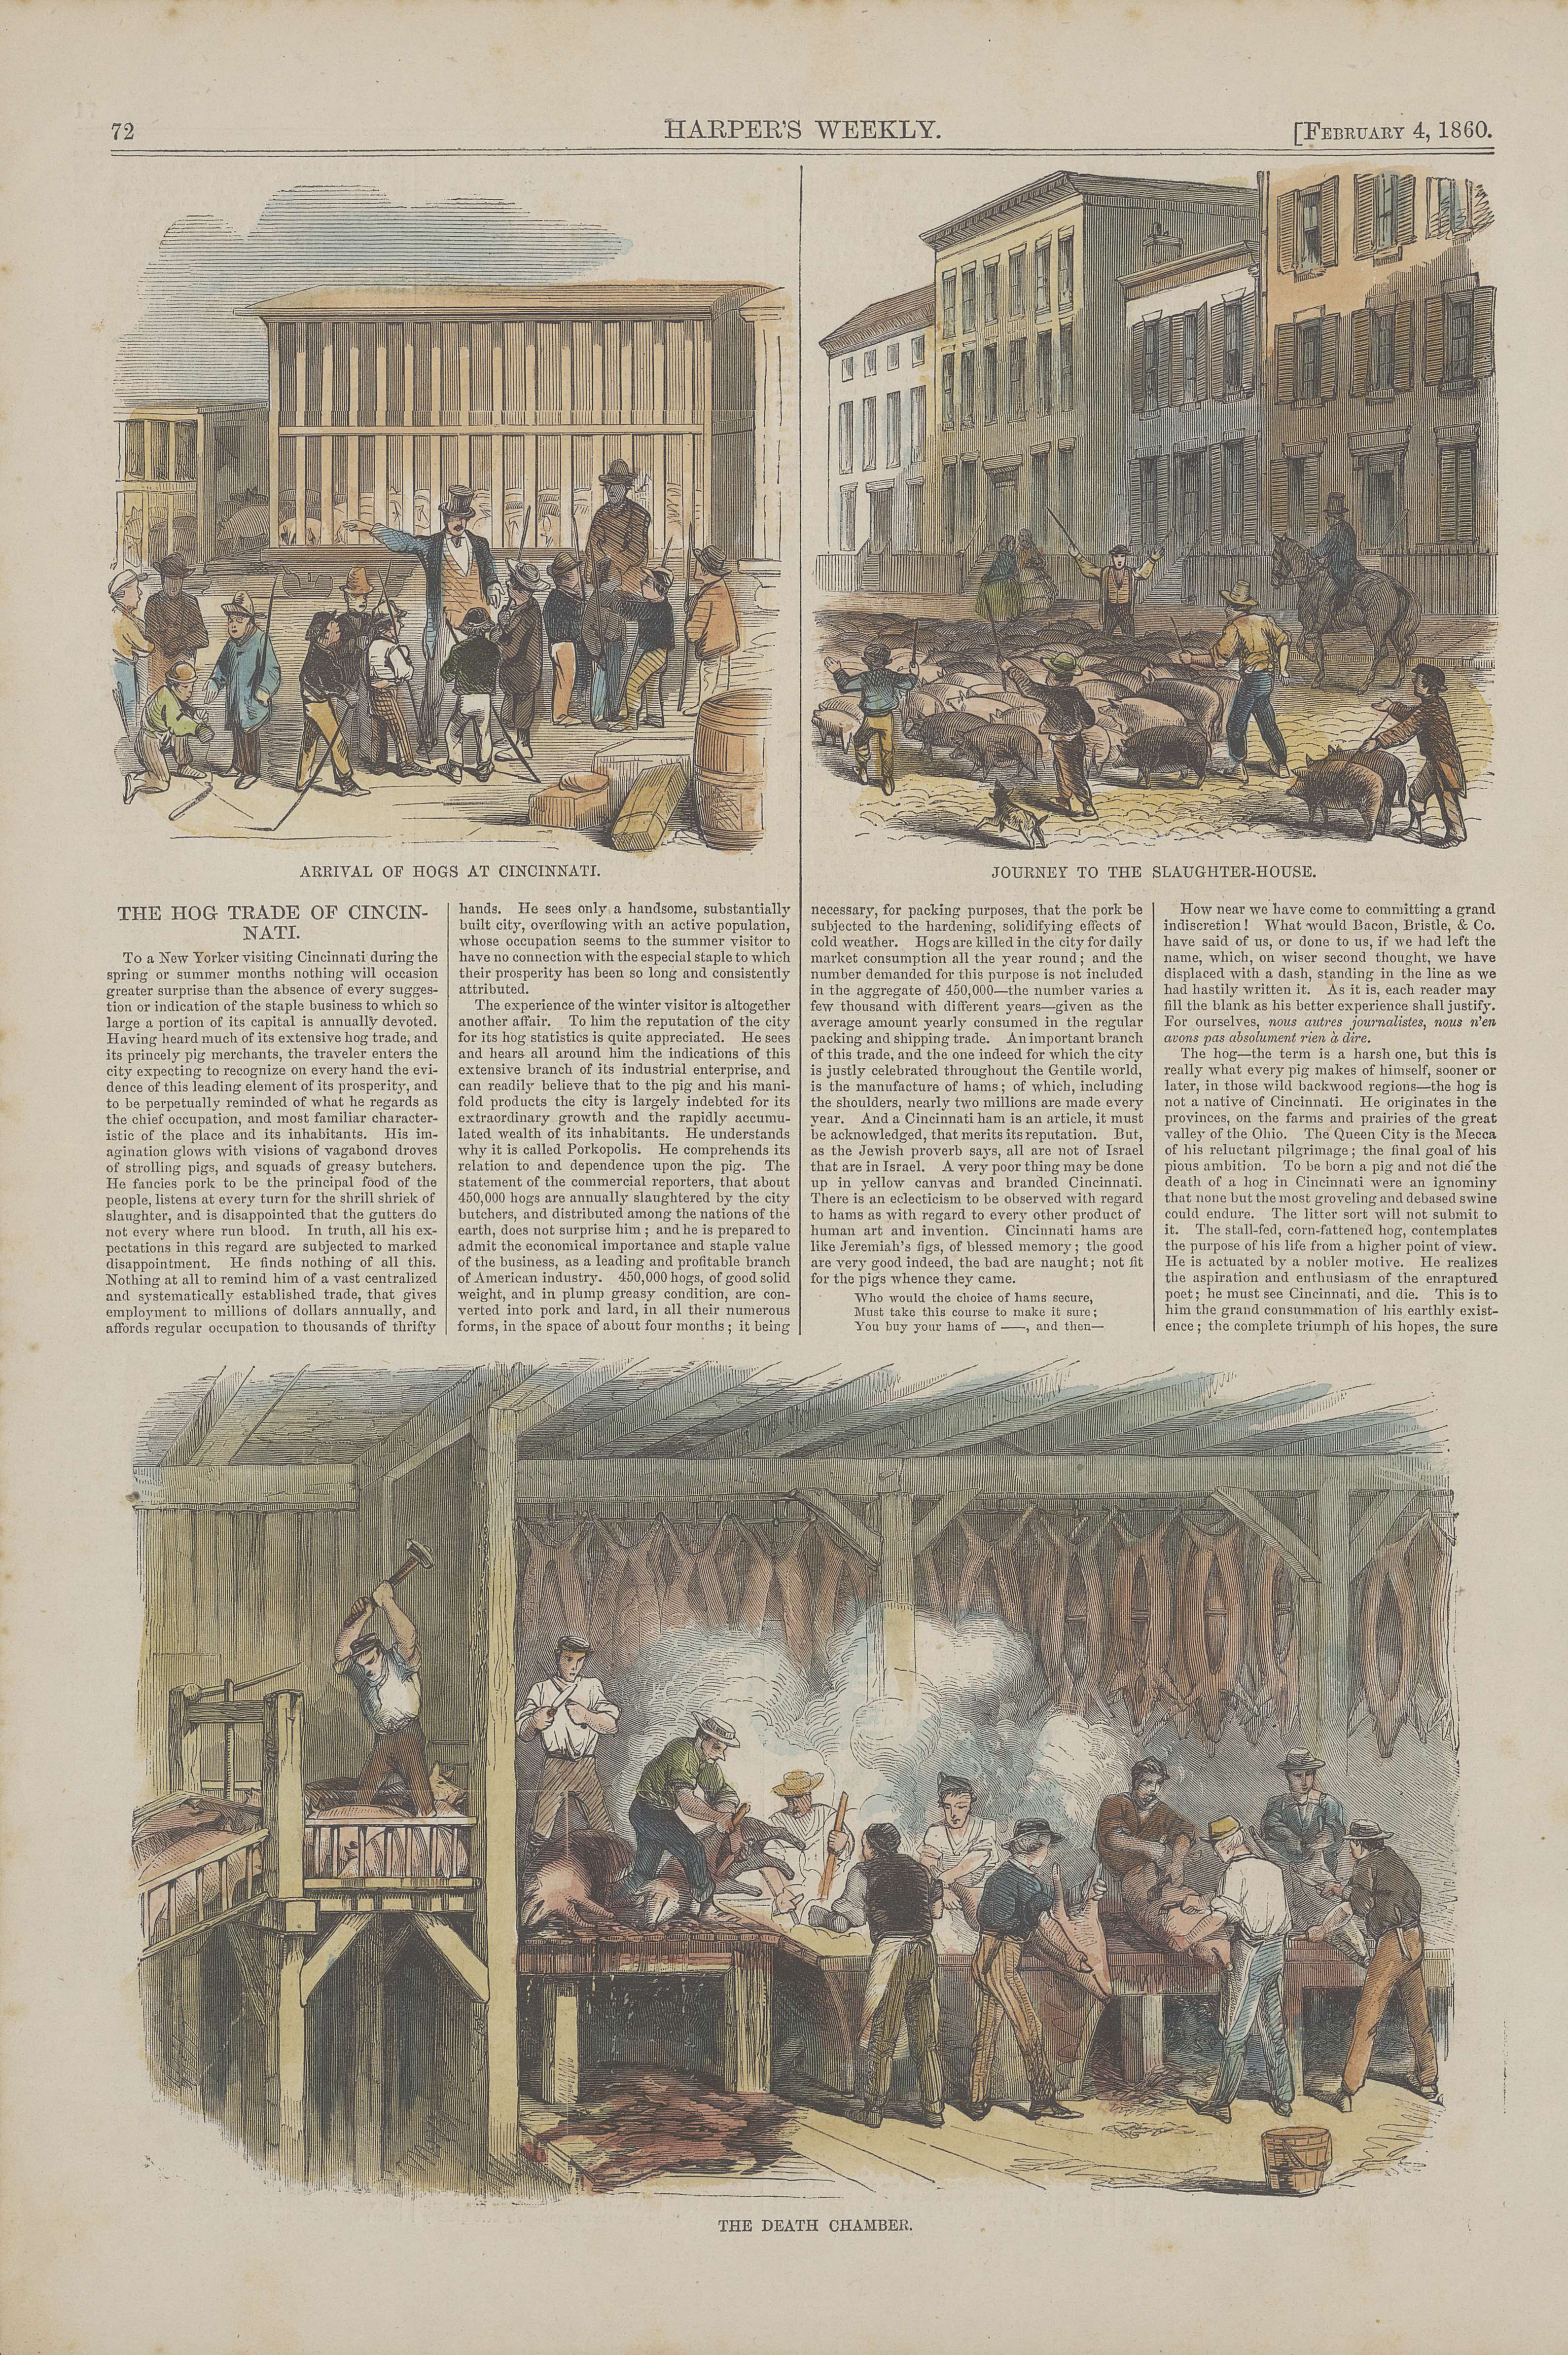 72
HARPER'S WEEKLY.
[FEBRUARY 4, 1860.
ARRIVAL OF HOGS AT CINCINNATI.
JOURNEY TO THE SLAUGHTER-HOUSE.
THE HOG TRADE OF CINCIN-
NATI.
To a New Yorker visiting Cincinnati during the
spring or summer months nothing will occasion
greater surprise than the absence of every sugges-
tion or indication of the staple business to which so
large a portion of its capital is annually devoted.
Having heard much of its extensive hog trade, and
its princely pig merchants, the traveler enters the
city expecting to recognize on every hand the evi-
dence of this leading element of its prosperity, and
to be perpetually reminded of what he regards as
the chief occupation, and most familiar character-
istic of the place and its inhabitants. His im-
agination glows with visions of vagabond droves
of strolling pigs, and squads of greasy butchers.
He fancies pork to be the principal food of the
people, listens at every turn for the shrill shriek of
slaughter, and is disappointed that the gutters do
not every where run blood. In truth, all his ex-
pectations in this regard are subjected to marked
disappointment. He finds nothing of all this.
Nothing at all to remind him of a vast centralized
and systematically established trade, that gives
employment to millions of dollars annually, and
affords regular occupation to thousands of thrifty
hands. He sees only a handsome, substantially
built city, overflowing with an active population,
whose occupation seems to the summer visitor to
have no connection with the especial staple to which
their prosperity has been so long and consistently
attributed.
The experience of the winter visitor is altogether
another affair. To him the reputation of the city
for its hog statistics is quite appreciated. He sees
and hears all around him the indications of this
extensive branch of its industrial enterprise, and
can readily believe that to the pig and his mani-
fold products the city is largely indebted for its
extraordinary growth and the rapidly accumu-
lated wealth of its inhabitants. He understands
why it is called Porkopolis. He comprehends its
relation to and dependence upon the pig. The
statement of the commercial reporters, that about
450,000 hogs are annually slaughtered by the city
butchers, and distributed among the nations of the
earth, does not surprise him; and he is prepared to
admit the economical importance and staple value
of the business, as a leading and profitable branch
of American industry. 450,000 hogs, of good solid
weight, and in plump greasy condition, are con-
verted into pork and lard, in all their numerous
forms, in the space of about four months; it being
necessary, for packing purposes, that the pork be
subjected to the hardening, solidifying effects of
cold weather. Hogs are killed in the city for daily
market consumption all the year round; and the
number demanded for this purpose is not included
in the aggregate of 450,000—the number varies a
few thousand with different years—given as the
average amount yearly consumed in the regular
packing and shipping trade. An important branch
of this trade, and the one indeed for which the city
is justly celebrated throughout the Gentile world,
is the manufacture of hams; of which, including
the shoulders, nearly two millions are made every
year. And a Cincinnati ham is an article, it must
be acknowledged, that merits its reputation. But,
as the Jewish proverb says, all are not of Israel
that are in Israel. A very poor thing may be done
up in yellow canvas and branded Cincinnati.
There is an eclecticism to be observed with regard
to hams as with regard to every other product of
human art and invention. Cincinnati hams are
like Jeremiah's figs, of blessed memory; the good
are very good indeed, the bad are naught; not fit
for the pigs whence they came.
Who would the choice of hams secure,
Must take this course to make it sure;
You buy your hams of ——, and then—
How near we have come to committing a grand
indiscretion! What would Bacon, Bristle, & Co.
have said of us, or done to us, if we had left the
name, which, on wiser second thought, we have
displaced with a dash, standing in the line as we
had hastily written it. As it is, each reader may
fill the blank as his better experience shall justify.
For ourselves, nous autres journalistes, nous n'en
avons pas absolument rien à dire.
The hog—the term is a harsh one, but this is
really what every pig makes of himself, sooner or
later, in those wild backwood regions—the hog is
not a native of Cincinnati. He originates in the
provinces, on the farms and prairies of the great
valley of the Ohio. The Queen City is the Mecca
of his reluctant pilgrimage; the final goal of his
pious ambition. To be born a pig and not die the
death of a hog in Cincinnati were an ignominy
that none but the most groveling and debased swine
could endure. The litter sort will not submit to
it. The stall-fed, corn-fattened hog, contemplates
the purpose of his life from a higher point of view.
He is actuated by a nobler motive. He realizes
the aspiration and enthusiasm of the enraptured
poet; he must see Cincinnati, and die. This is to
him the grand consummation of his earthly exist-
ence; the complete triumph of his hopes, the sure
THE DEATH CHAMBER.